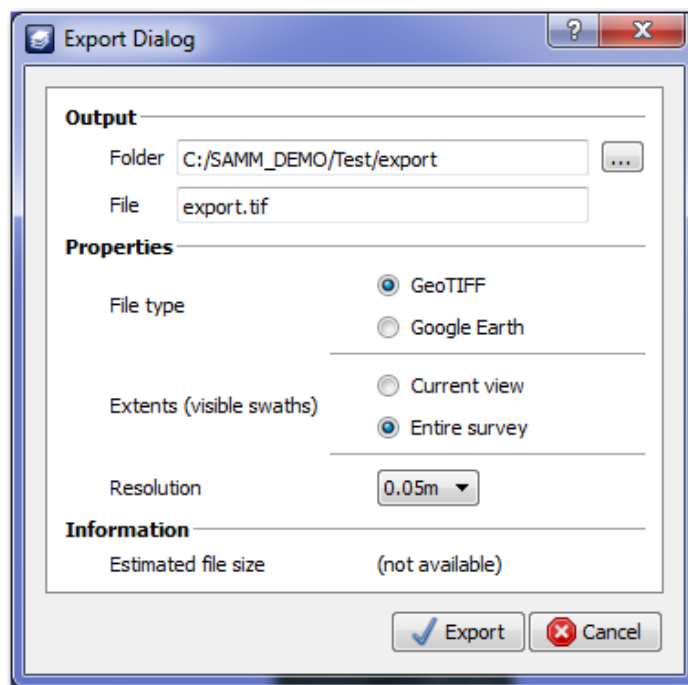 Export Dialog
?
X
Output
Folder C:/SAMM_DEMO/Test/export ...
File export.tif
Properties
File type
GeoTIFF
Google Earth
Extents (visible swaths)
Current view
Entire survey
Resolution 0.05m
Information
Estimated file size (not available)
Export Cancel